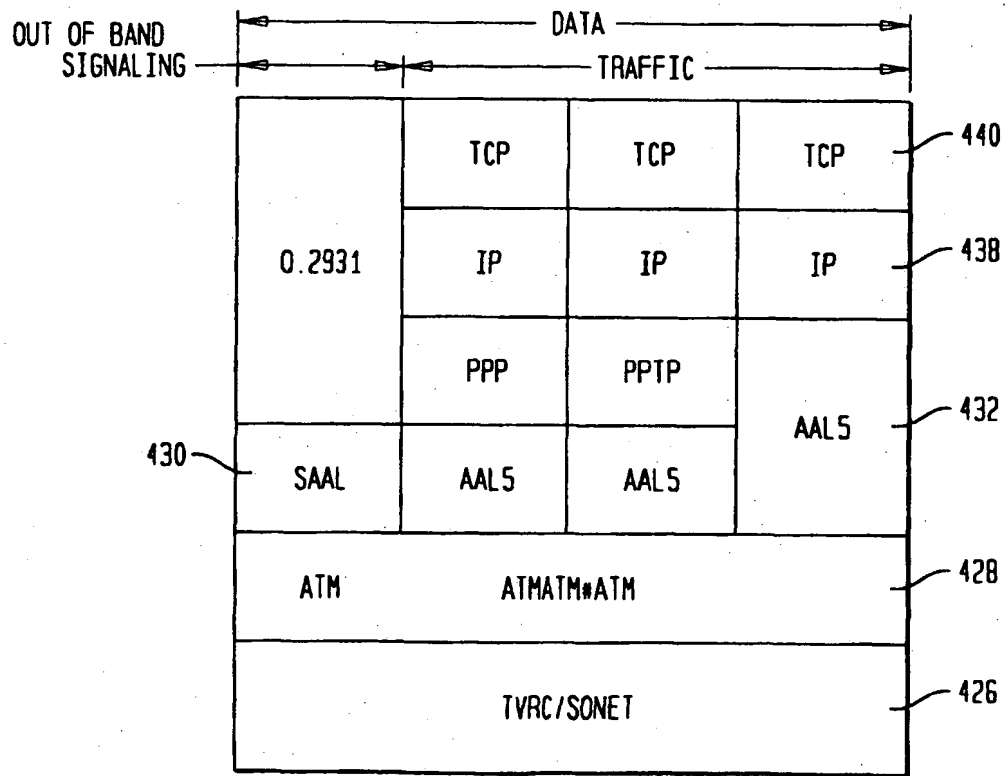 DATA
OUT OF BAND
SIGNALING
TRAFFIC
TCP TCP TCP 440
0.2931 IP IP IP 438
PPP PPTP
AAL5 432
430 SAAL AAL5 AAL5
ATM ATMATM*ATM 428
TVRC/SONET 426